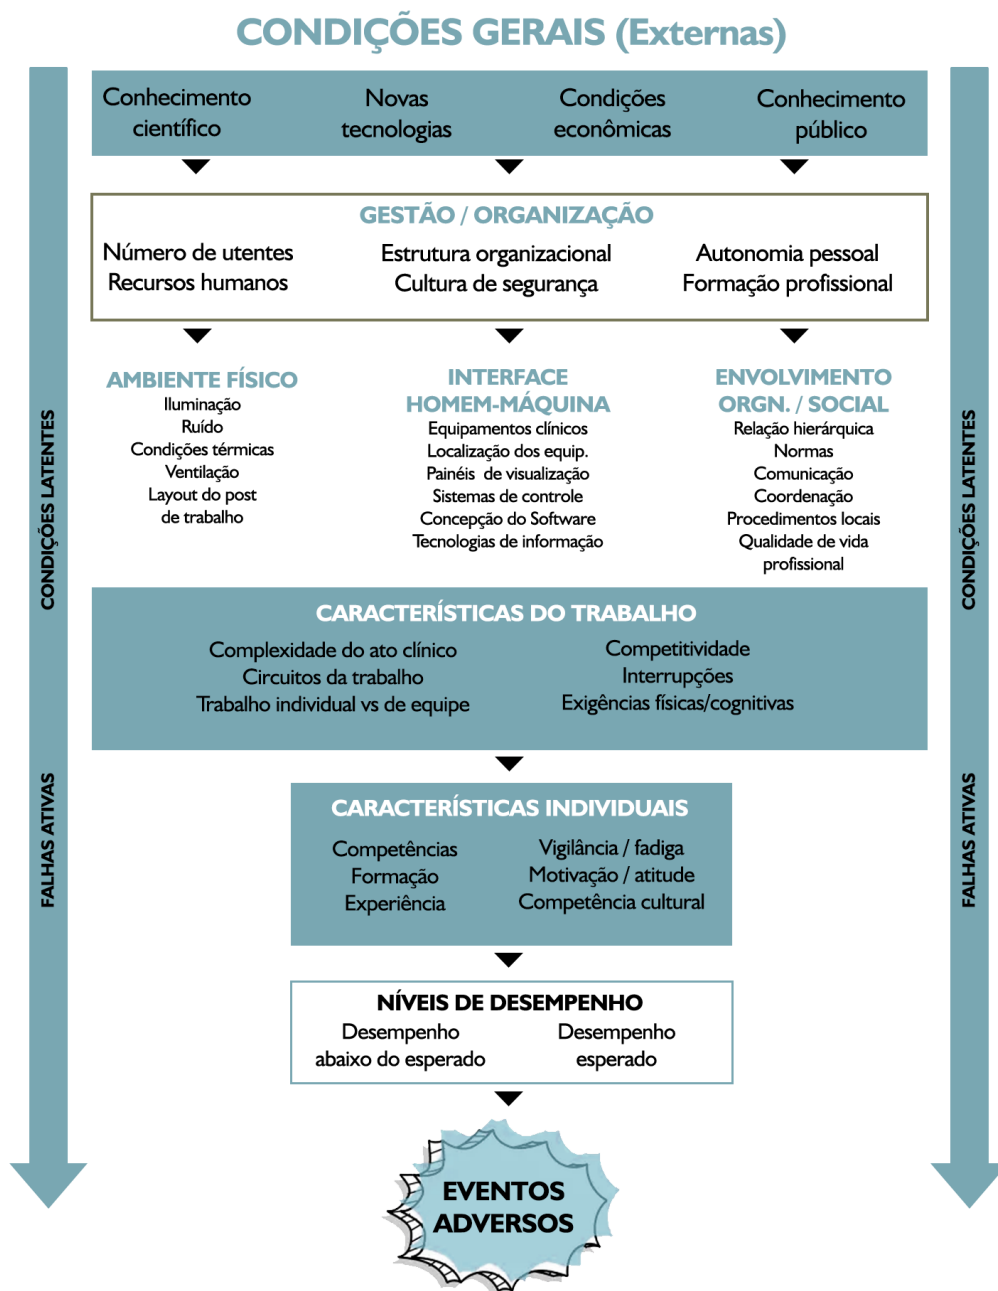 CONDIÇÕES GERAIS (Externas)
Conhecimento
científico
Novas
tecnologias
Condições
econômicas
Conhecimento
público
GESTÃO / ORGANIZAÇÃO
Número de utentes
Recursos humanos
Estrutura organizacional
Cultura de segurança
Autonomia pessoal
Formação profissional
AMBIENTE FÍSICO
Iluminação
Ruído
Condições térmicas
Ventilação
Layout do post
de trabalho
INTERFACE
HOMEM-MÁQUINA
Equipamentos clínicos
Localização dos equip.
Painéis de visualização
Sistemas de controle
Concepção do Software
Tecnologias de informação
ENVOLVIMENTO
ORGN. / SOCIAL
Relação hierárquica
Normas
Comunicação
Coordenação
Procedimentos locais
Qualidade de vida
profissional
CARACTERÍSTICAS DO TRABALHO
Complexidade do ato clínico
Circuitos da trabalho
Trabalho individual vs de equipe
Competitividade
Interrupções
Exigências físicas/cognitivas
CARACTERÍSTICAS INDIVIDUAIS
Competências
Formação
Experiência
Vigilância / fadiga
Motivação / atitude
Competência cultural
NÍVEIS DE DESEMPENHO
Desempenho
abaixo do esperado
Desempenho
esperado
EVENTOS
ADVERSOS
CONDIÇÕES LATENTES
FALHAS ATIVAS
CONDIÇÕES LATENTES
FALHAS ATIVAS